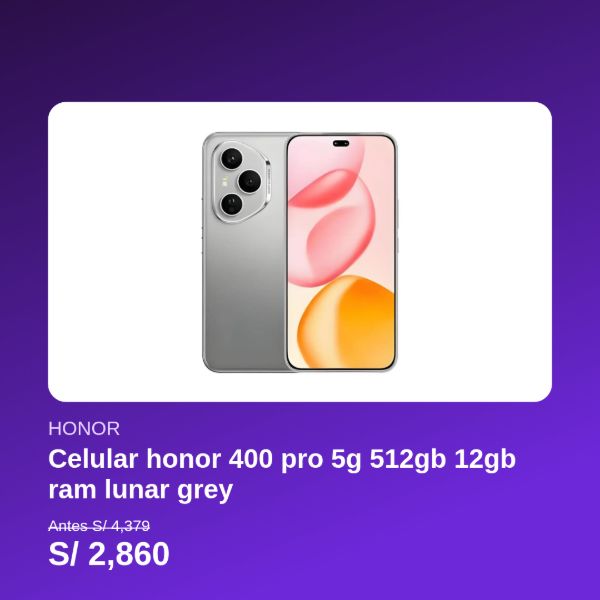 HONOR
Celular honor 400 pro 5g 512gb 12gb
ram lunar grey
Antes S/ 4,379
S/ 2,860